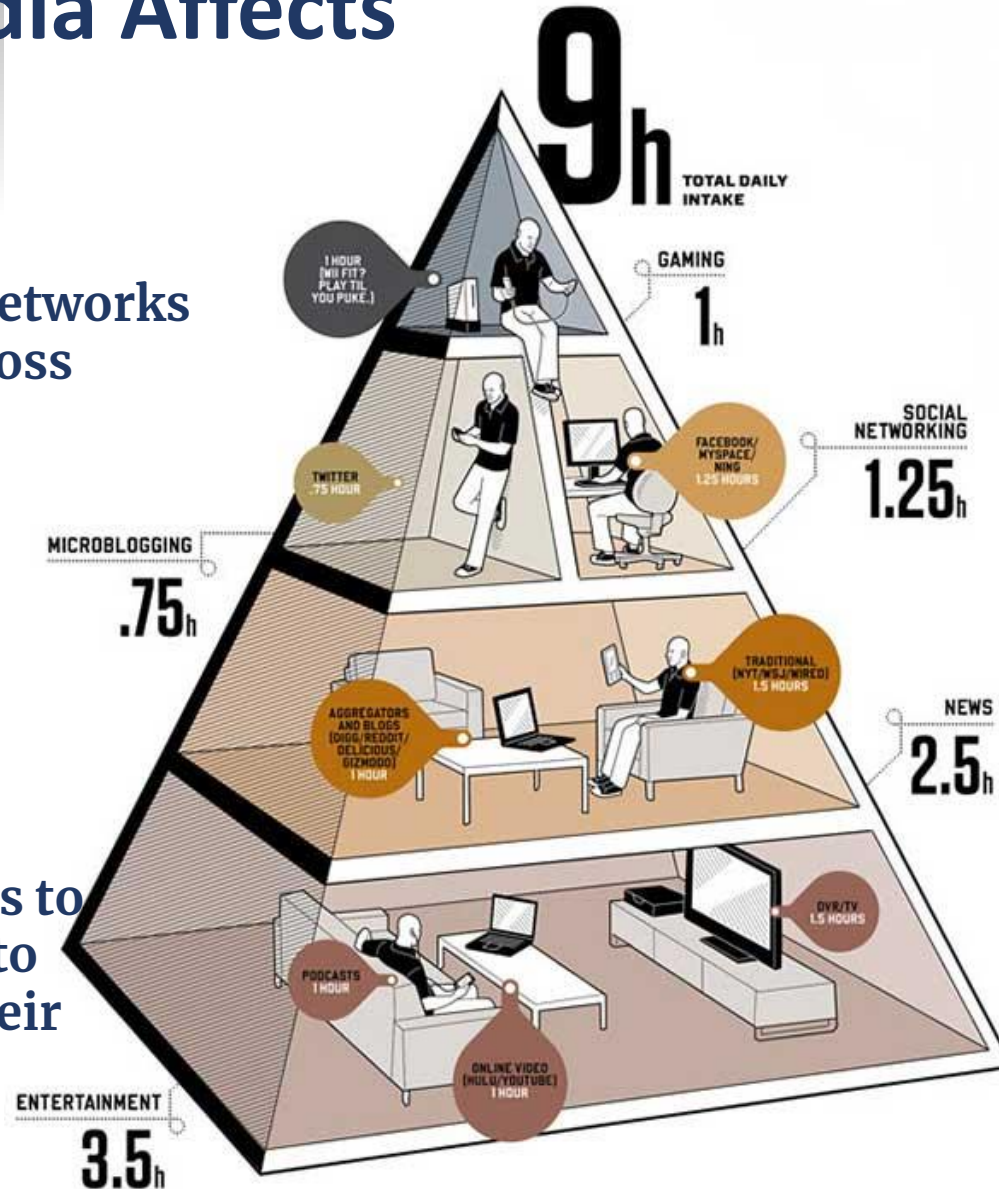 dia Affects
9h
TOTAL DAILY
INTAKE
1 HOUR
[WII FIT?
PLAY TIL
YOU PUKE.]
GAMING
1h
etworks
oss
TWITTER
.75 HOUR
FACEBOOK/
MYSPACE/
NING
1.25 HOURS
SOCIAL
NETWORKING
1.25h
MICROBLOGGING
.75h
AGGREGATORS
AND BLOGS
[DIGG/REDDIT/
DELICIOUS/
GIZMODO]
1 HOUR
TRADITIONAL
[NYT/WSJ/WIRED]
1.5 HOURS
NEWS
2.5h
s to
to
eir
PODCASTS
1 HOUR
DVR/TV
1.5 HOURS
ONLINE VIDEO
[HULU/YOUTUBE]
1 HOUR
ENTERTAINMENT
3.5h